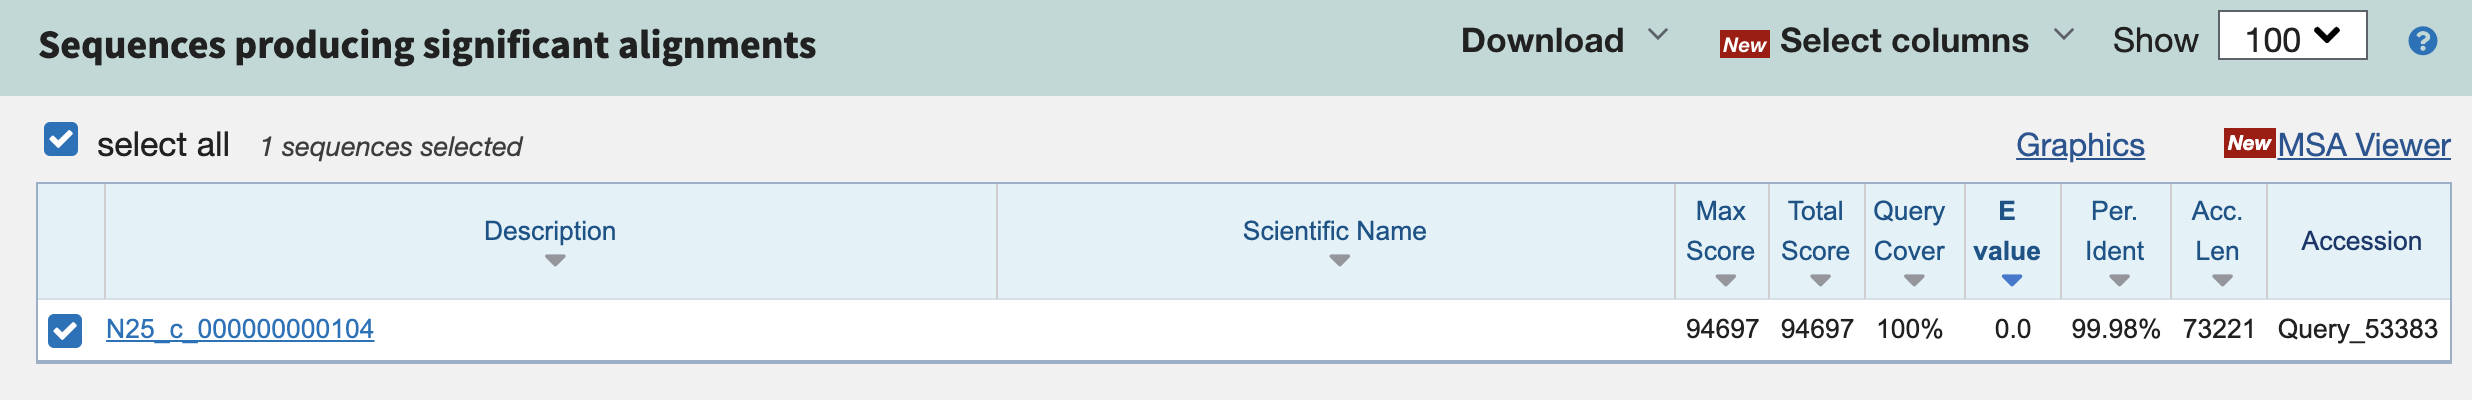 Sequences producing significant alignments Download New Select columns Show 100 ?
select all 1 sequences selected Graphics New MSA Viewer
Description Scientific Name Max Score Total Score Query Cover E value Per. Ident Acc. Len Accession
N25_c_000000000104 94697 94697 100% 0.0 99.98% 73221 Query_53383